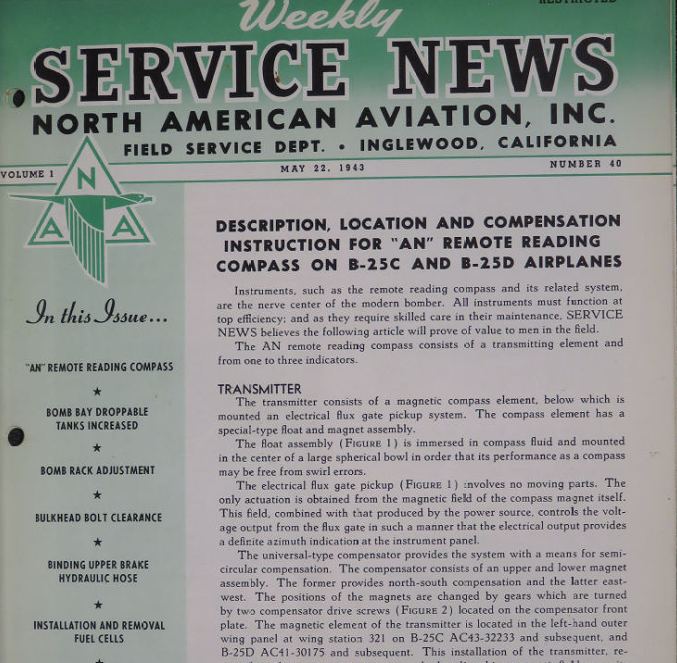 RESTRICTED
Weekly
SERVICE NEWS
NORTH AMERICAN AVIATION, INC.
FIELD SERVICE DEPT. • INGLEWOOD, CALIFORNIA
VOLUME 1 MAY 22, 1943 NUMBER 40
N
A A
In this Issue...
"AN" REMOTE READING COMPASS
★
BOMB BAY DROPPABLE
TANKS INCREASED
★
BOMB RACK ADJUSTMENT
★
BULKHEAD BOLT CLEARANCE
★
BINDING UPPER BRAKE
HYDRAULIC HOSE
★
INSTALLATION AND REMOVAL
FUEL CELLS
★
DESCRIPTION, LOCATION AND COMPENSATION
INSTRUCTION FOR "AN" REMOTE READING
COMPASS ON B-25C AND B-25D AIRPLANES
Instruments, such as the remote reading compass and its related system,
are the nerve center of the modern bomber. All instruments must function at
top efficiency; and as they require skilled care in their maintenance, SERVICE
NEWS believes the following article will prove of value to men in the field.
The AN remote reading compass consists of a transmitting element and
from one to three indicators.
TRANSMITTER
The transmitter consists of a magnetic compass element, below which is
mounted an electrical flux gate pickup system. The compass element has a
special-type float and magnet assembly.
The float assembly (FIGURE 1) is immersed in compass fluid and mounted
in the center of a large spherical bowl in order that its performance as a compass
may be free from swirl errors.
The electrical flux gate pickup (FIGURE 1) involves no moving parts. The
only actuation is obtained from the magnetic field of the compass magnet itself.
This field, combined with that produced by the power source, controls the volt-
age output from the flux gate in such a manner that the electrical output provides
a definite azimuth indication at the instrument panel.
The universal-type compensator provides the system with a means for semi-
circular compensation. The compensator consists of an upper and lower magnet
assembly. The former provides north-south compensation and the latter east-
west. The positions of the magnets are changed by gears which are turned
by two compensator drive screws (FIGURE 2) located on the compensator front
plate. The magnetic element of the transmitter is located in the left-hand outer
wing panel at wing station 321 on B-25C AC43-32233 and subsequent, and
B-25D AC41-30175 and subsequent. This installation of the transmitter, re-